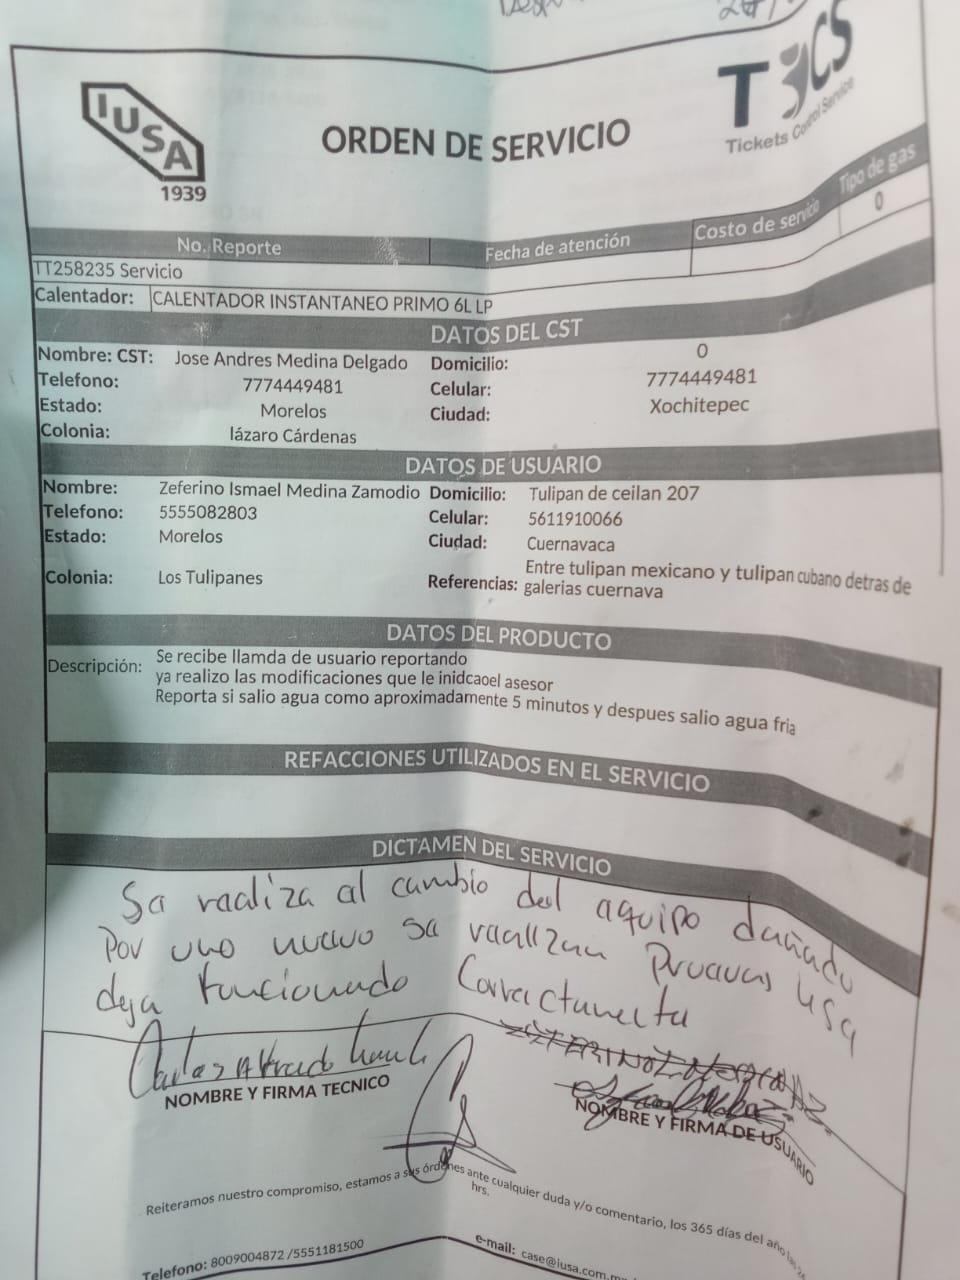 IUSA
1939
ORDEN DE SERVICIO
TCS
Tickets Control Service
No. Reporte Fecha de atención Costo de servicio Tipo de gas
TT258235 Servicio 0
Calentador: CALENTADOR INSTANTANEO PRIMO 6L LP
DATOS DEL CST
Nombre: CST: Jose Andres Medina Delgado Domicilio: 0
Telefono: 7774449481 Celular: 7774449481
Estado: Morelos Ciudad: Xochitepec
Colonia: lázaro Cárdenas
DATOS DE USUARIO
Nombre: Zeferino Ismael Medina Zamodio Domicilio: Tulipan de ceilan 207
Telefono: 5555082803 Celular: 5611910066
Estado: Morelos Ciudad: Cuernavaca
Colonia: Los Tulipanes Referencias: Entre tulipan mexicano y tulipan cubano detras de
galerias cuernava
DATOS DEL PRODUCTO
Descripción: Se recibe llamda de usuario reportando
ya realizo las modificaciones que le inidcaoel asesor
Reporta si salio agua como aproximadamente 5 minutos y despues salio agua fria
REFACCIONES UTILIZADOS EN EL SERVICIO
DICTAMEN DEL SERVICIO
Se realiza el cambio del equipo dañado
Por uno nuevo se realizan Pruevas y se
deja funcionando Correctamente
Carlos Alfredo
NOMBRE Y FIRMA TECNICO
NOMBRE Y FIRMA DE USUARIO
Reiteramos nuestro compromiso, estamos a sus órdenes ante cualquier duda y/o comentario, los 365 días del año las 24
hrs.
Telefono: 8009004872 /5551181500 e-mail: case@iusa.com.m